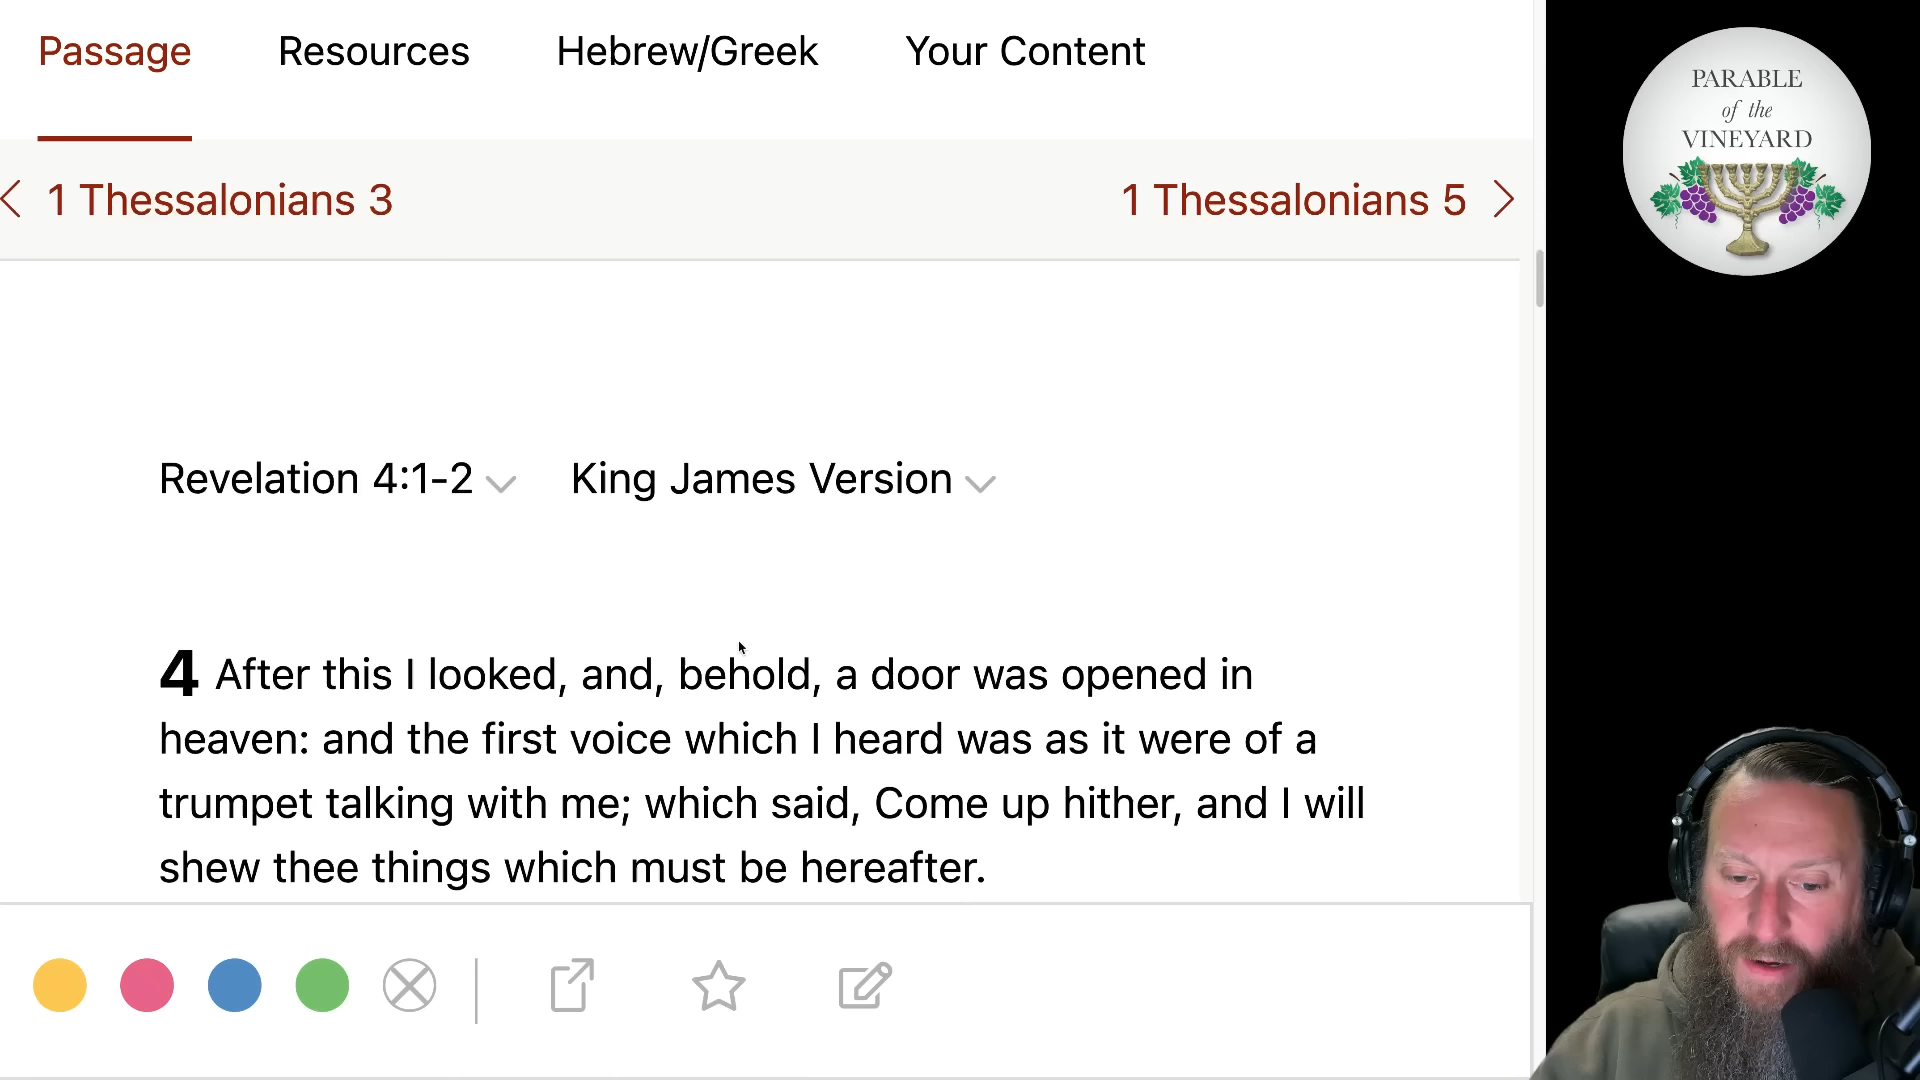 Passage
Resources
Hebrew/Greek
Your Content
1 Thessalonians 3
1 Thessalonians 5
PARABLE
of the
VINEYARD
Revelation 4:1-2
King James Version
4 After this I looked, and, behold, a door was opened in
heaven: and the first voice which I heard was as it were of a
trumpet talking with me; which said, Come up hither, and I will
shew thee things which must be hereafter.